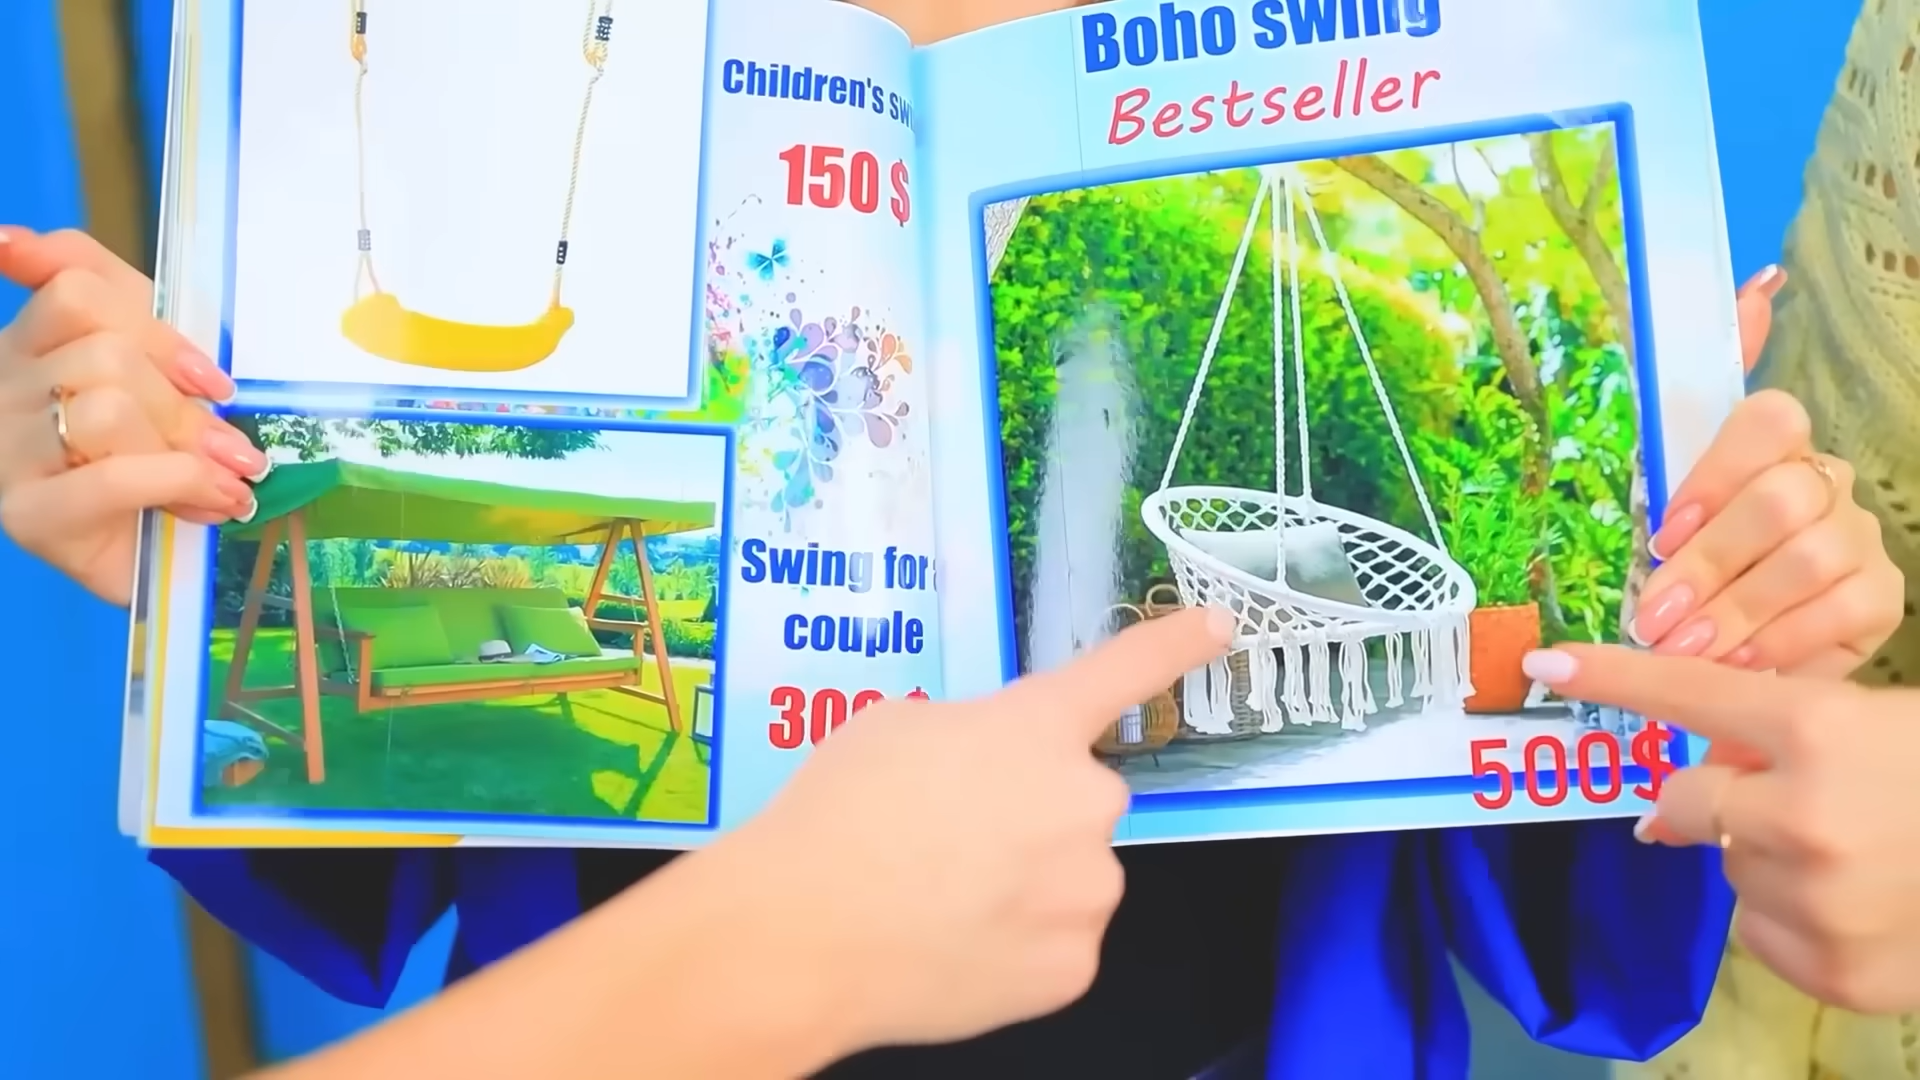 Children's
150 $
Swing for
couple
Boho swing
Bestseller
500$